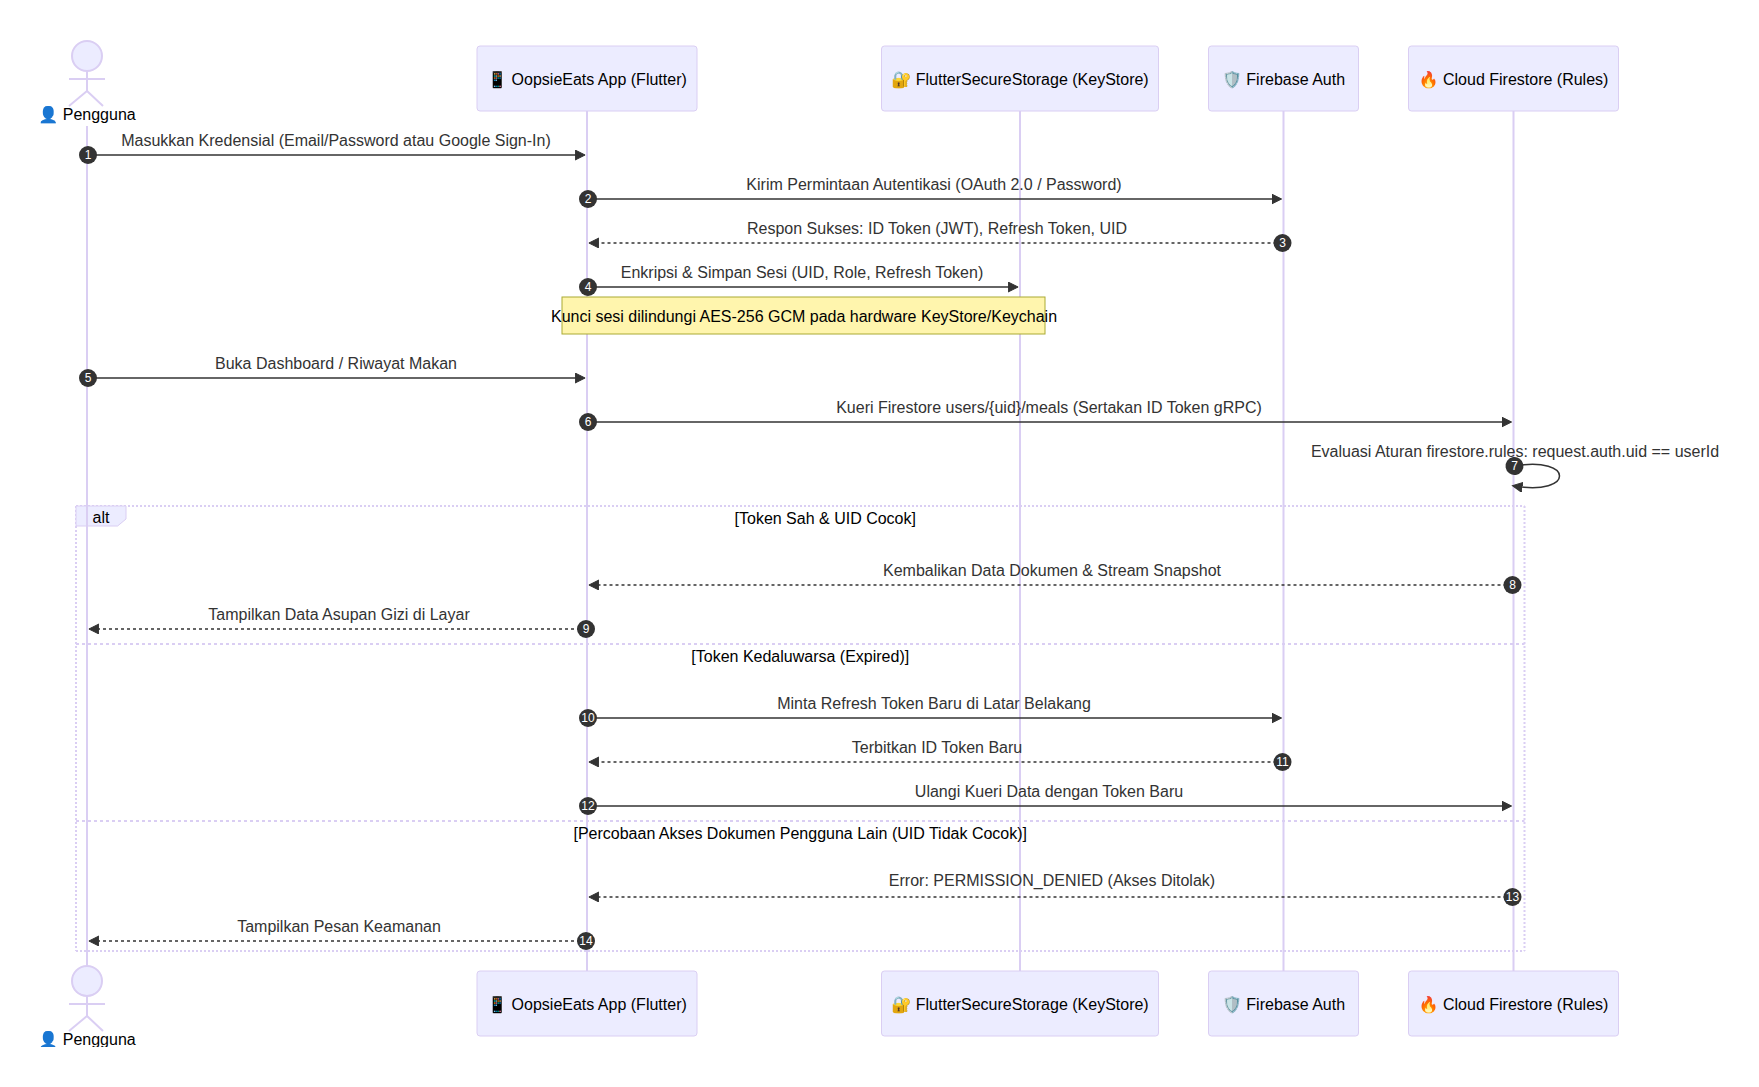 👤 Pengguna
📱 OopsieEats App (Flutter)
🔐 FlutterSecureStorage (KeyStore)
🛡️ Firebase Auth
🔥 Cloud Firestore (Rules)
Masukkan Kredensial (Email/Password atau Google Sign-In)
1
Kirim Permintaan Autentikasi (OAuth 2.0 / Password)
2
Respon Sukses: ID Token (JWT), Refresh Token, UID
3
Enkripsi & Simpan Sesi (UID, Role, Refresh Token)
4
Kunci sesi dilindungi AES-256 GCM pada hardware KeyStore/Keychain
Buka Dashboard / Riwayat Makan
5
Kueri Firestore users/{uid}/meals (Sertakan ID Token gRPC)
6
Evaluasi Aturan firestore.rules: request.auth.uid == userId
7
alt
[Token Sah & UID Cocok]
Kembalikan Data Dokumen & Stream Snapshot
8
Tampilkan Data Asupan Gizi di Layar
9
[Token Kedaluwarsa (Expired)]
Minta Refresh Token Baru di Latar Belakang
10
Terbitkan ID Token Baru
11
Ulangi Kueri Data dengan Token Baru
12
[Percobaan Akses Dokumen Pengguna Lain (UID Tidak Cocok)]
Error: PERMISSION_DENIED (Akses Ditolak)
13
Tampilkan Pesan Keamanan
14
👤 Pengguna
📱 OopsieEats App (Flutter)
🔐 FlutterSecureStorage (KeyStore)
🛡️ Firebase Auth
🔥 Cloud Firestore (Rules)